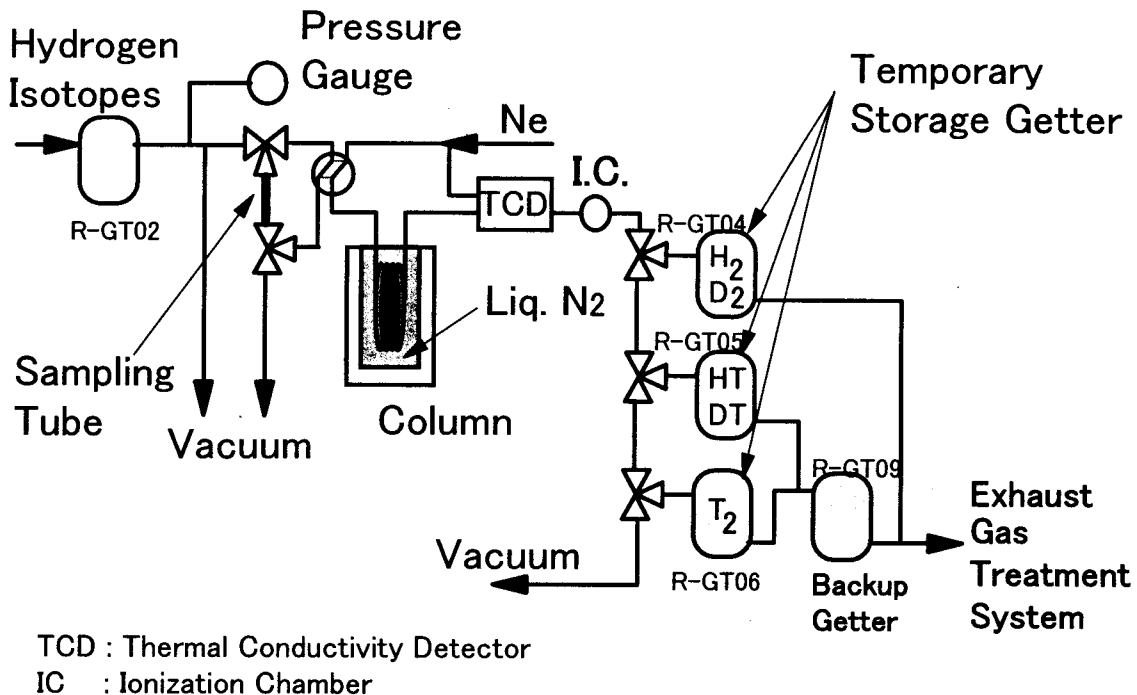 Hydrogen
Isotopes
Pressure
Gauge
Temporary
Storage Getter
Ne
I.C.
TCD
R-GT02
R-GT04
H2
D2
Liq. N2
R-GT05
HT
DT
Sampling
Tube
Column
Vacuum
R-GT09
T2
Exhaust
Gas
Treatment
System
Vacuum
R-GT06
Backup
Getter
TCD : Thermal Conductivity Detector
IC : Ionization Chamber